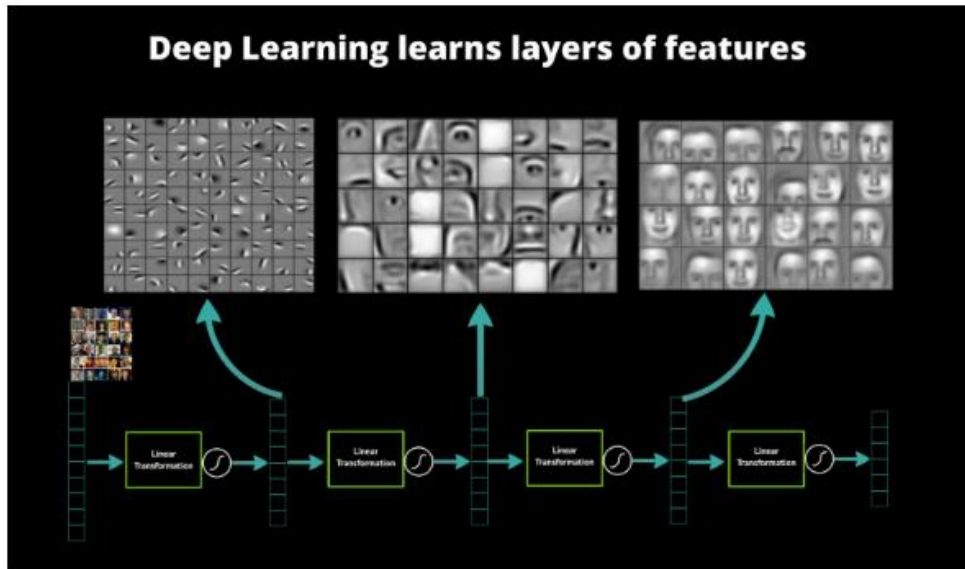 Deep Learning learns layers of features
Linear
Transformation
Linear
Transformation
Linear
Transformation
Linear
Transformation